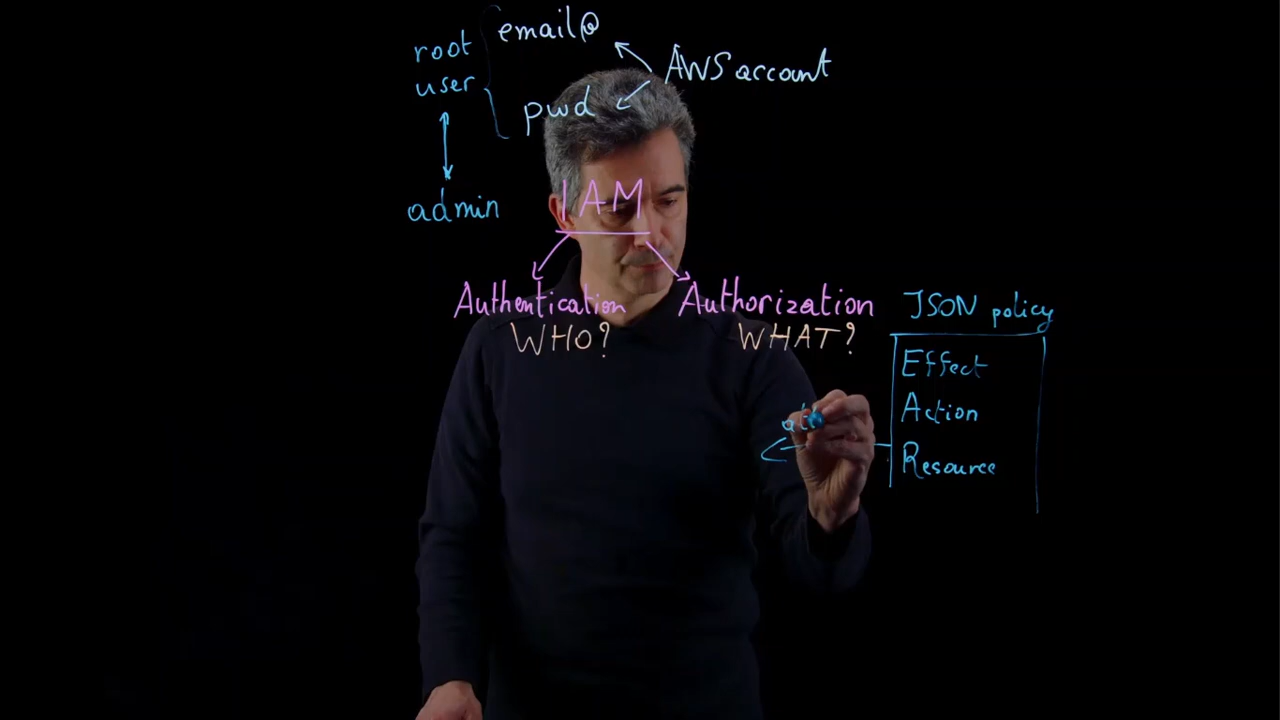 email@
root
user
AWS account
pwd
admin
IAM
Authentication
WHO?
Authorization
WHAT?
JSON policy
Effect
Action
Resource